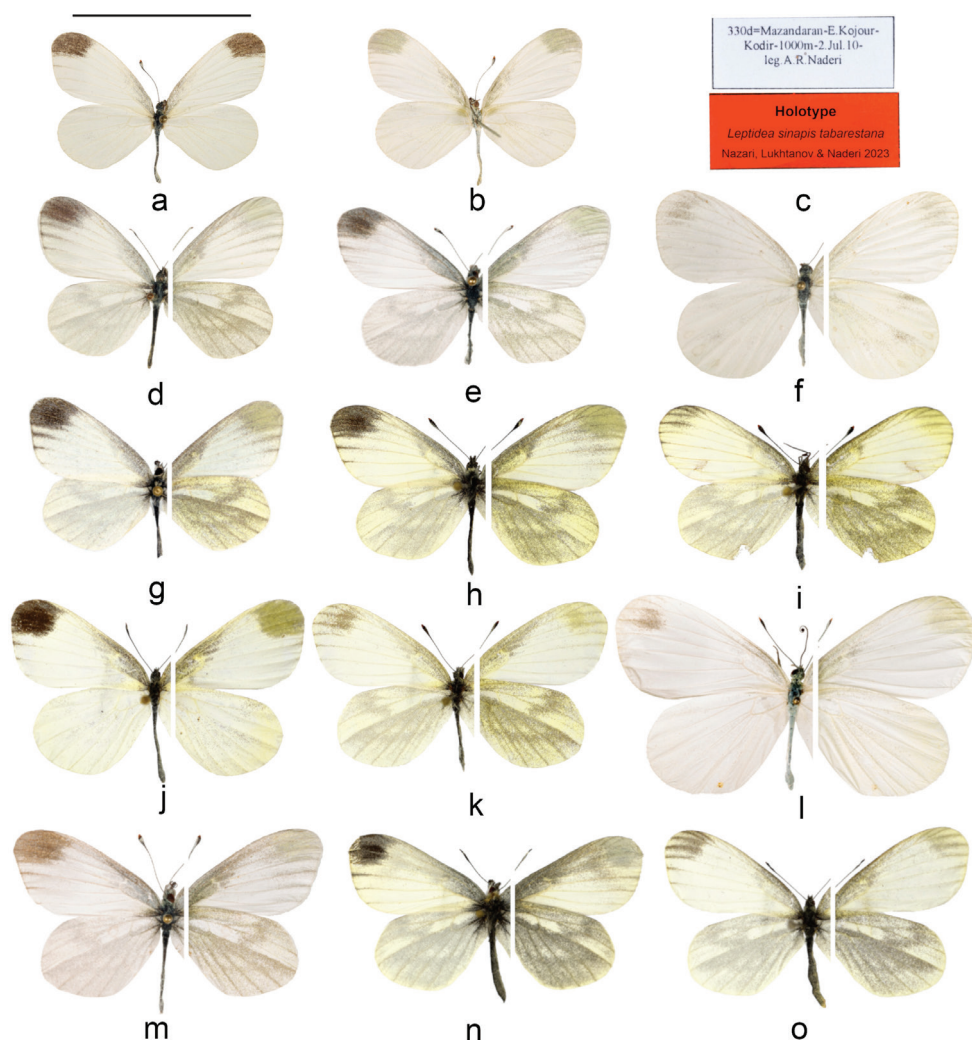 330d=Mazandaran-E.Kojour-
Kodir-1000m-2.Jul.10-
leg.A.R.Naderi
Holotype
Leptidea sinapis tabarestana
Nazari, Lukhtanov & Naderi 2023
a
b
c
d
e
f
g
h
i
j
k
l
m
n
o